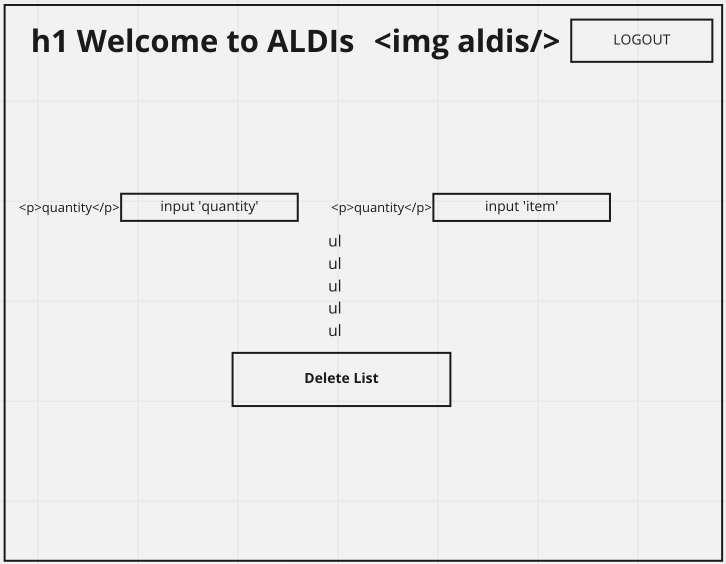 h1 Welcome to ALDIs <img aldis/> LOGOUT
<p>quantity</p> input 'quantity' <p>quantity</p> input 'item'
ul
ul
ul
ul
ul
Delete List